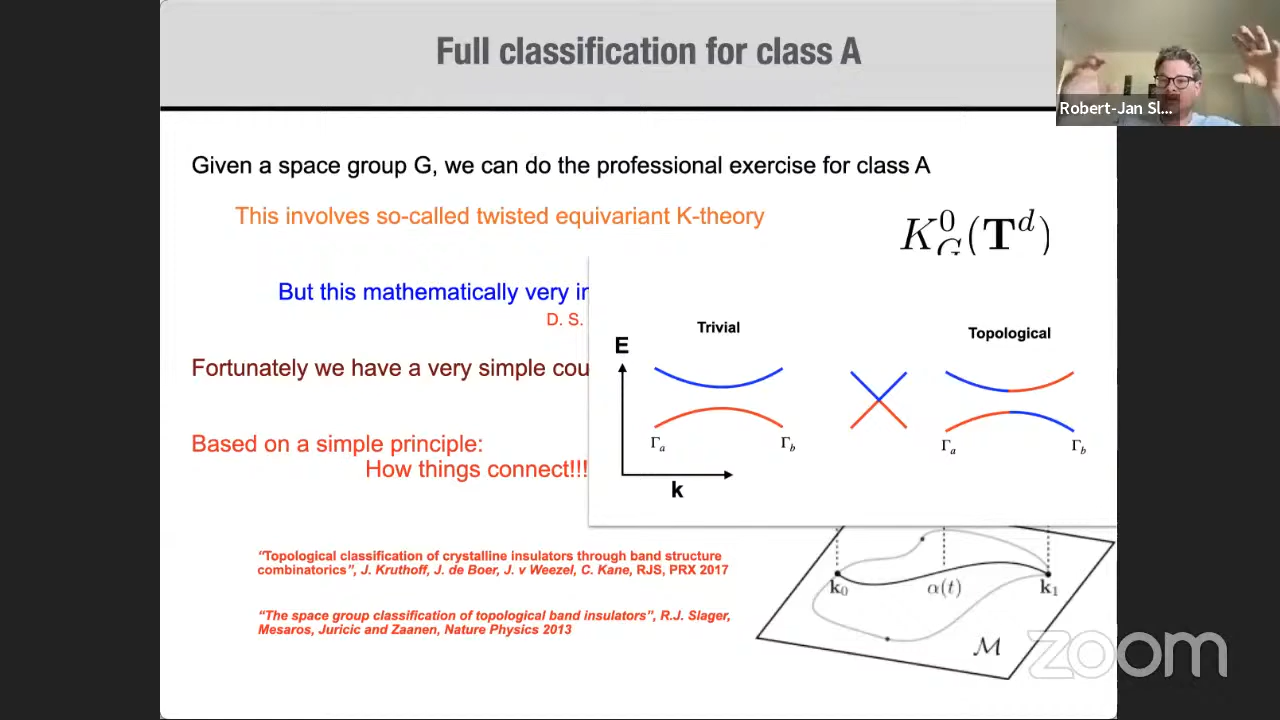 Full classification for class A
Robert-Jan Sl...
Given a space group G, we can do the professional exercise for class A
This involves so-called twisted equivariant K-theory
K_G^0(T^d)
But this mathematically very in
D. S.
Fortunately we have a very simple cou
Based on a simple principle:
How things connect!!!
Trivial
Topological
E
Γa
Γb
Γa
Γb
k
“Topological classification of crystalline insulators through band structure
combinatorics”, J. Kruthoff, J. de Boer, J. v Weezel, C. Kane, RJS, PRX 2017
“The space group classification of topological band insulators”, R.J. Slager,
Mesaros, Juricic and Zaanen, Nature Physics 2013
k0
α(t)
k1
M
zoom